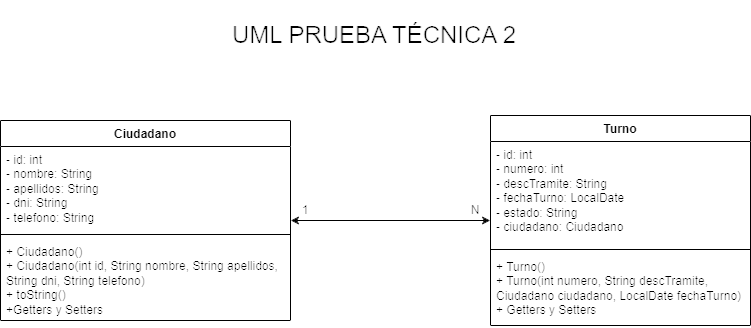 UML PRUEBA TÉCNICA 2
Ciudadano
- id: int
- nombre: String
- apellidos: String
- dni: String
- telefono: String
+ Ciudadano()
+ Ciudadano(int id, String nombre, String apellidos,
String dni, String telefono)
+ toString()
+Getters y Setters
1
N
Turno
- id: int
- numero: int
- descTramite: String
- fechaTurno: LocalDate
- estado: String
- ciudadano: Ciudadano
+ Turno()
+ Turno(int numero, String descTramite,
Ciudadano ciudadano, LocalDate fechaTurno)
+ Getters y Setters